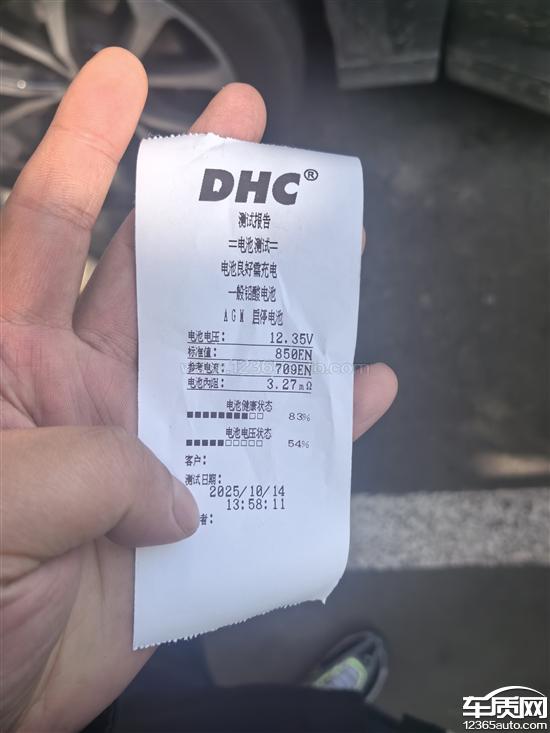 DHC®
测试报告
=电池测试=
电池良好需充电
一般铅酸电池
AGM 启停电池
电池电压: 12.35V
标准值: 850EN
参考电流: 709EN
电池內阻: 3.27mΩ
电池健康状态
83%
电池电压状态
54%
客户:
测试日期:
2025/10/14
13:58:11
者:
车质网
www.12365auto.com